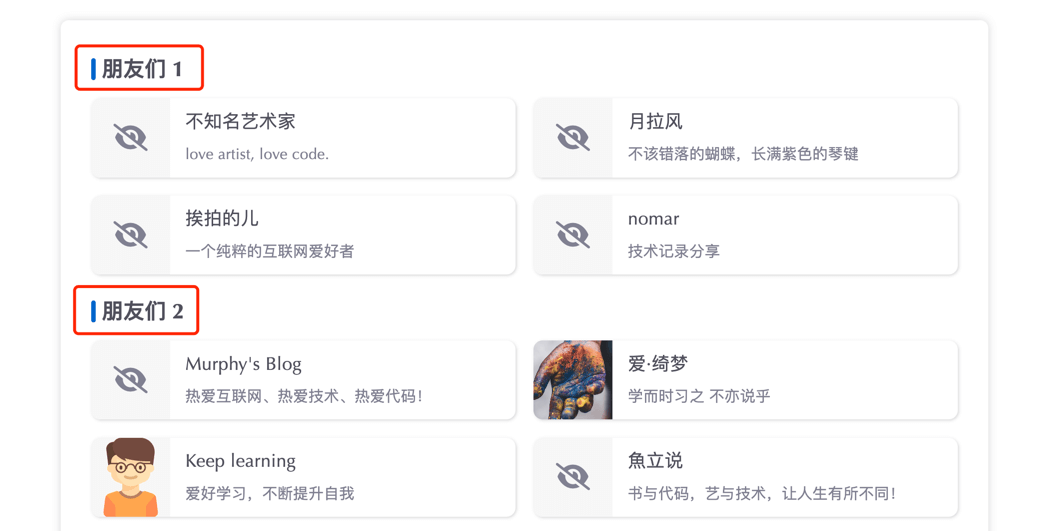 朋友们 1
不知名艺术家
love artist, love code.
月拉风
不该错落的蝴蝶，长满紫色的琴键
挨拍的儿
一个纯粹的互联网爱好者
nomar
技术记录分享
朋友们 2
Murphy's Blog
热爱互联网、热爱技术、热爱代码！
爱·绮梦
学而时习之 不亦说乎
Keep learning
爱好学习，不断提升自我
魚立说
书与代码，艺与技术，让人生有所不同！